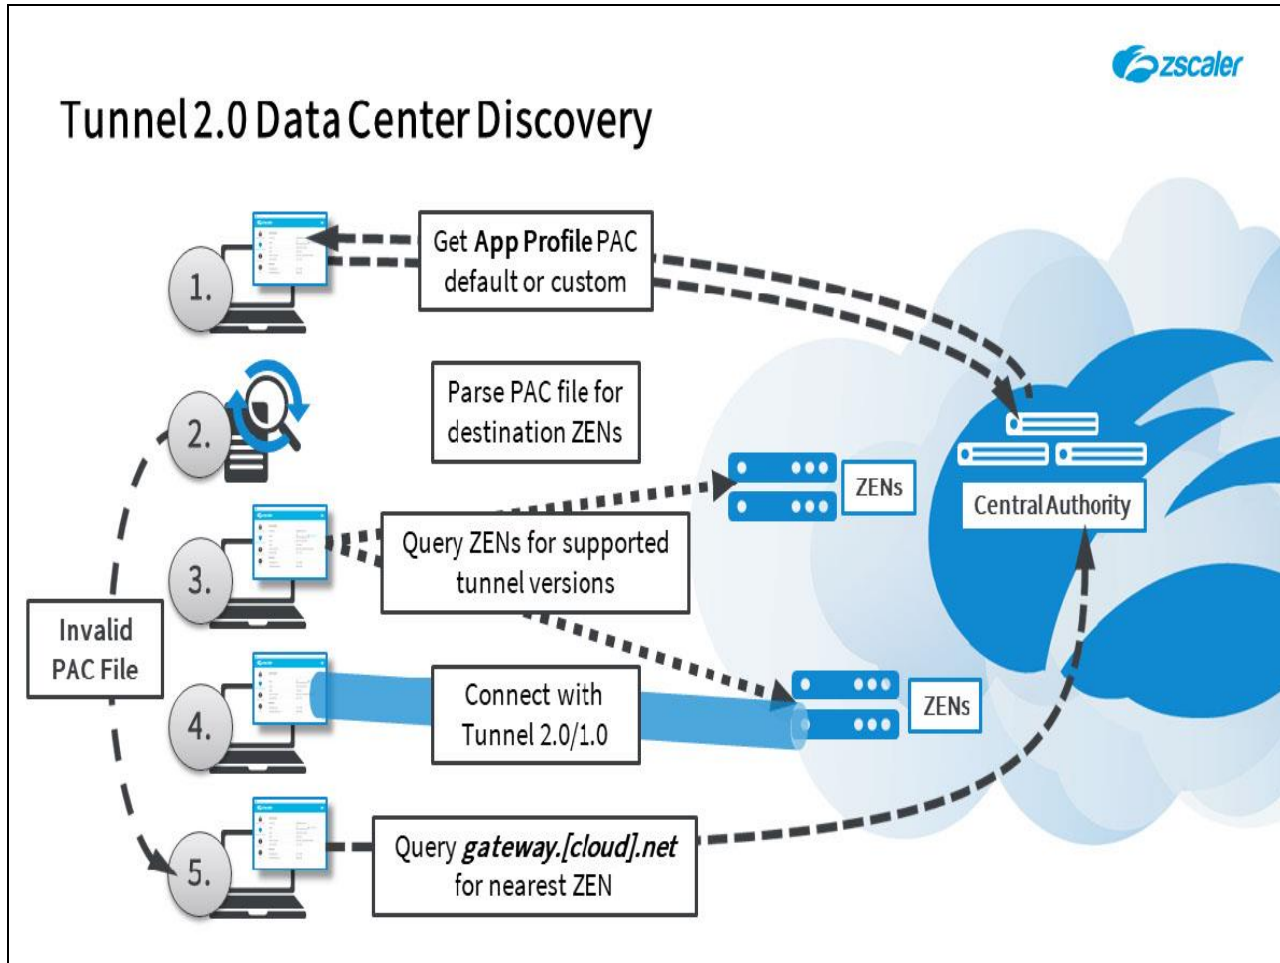 zscaler
Tunnel 2.0 Data Center Discovery
1.
Get App Profile PAC
default or custom
2.
Parse PAC file for
destination ZENs
ZENs
Central Authority
3.
Query ZENs for supported
tunnel versions
Invalid
PAC File
4.
Connect with
Tunnel 2.0/1.0
ZENs
5.
Query gateway.[cloud].net
for nearest ZEN